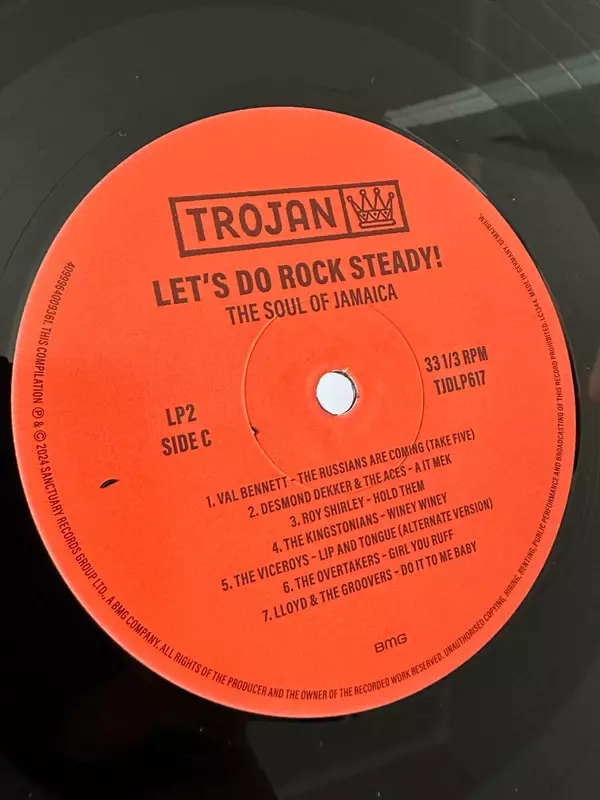 TROJAN
LET'S DO ROCK STEADY!
THE SOUL OF JAMAICA
LP2
SIDE C
33 1/3 RPM
TJDLP617
1. VAL BENNETT - THE RUSSIANS ARE COMING (TAKE FIVE)
2. DESMOND DEKKER & THE ACES - A IT MEK
3. ROY SHIRLEY - HOLD THEM
4. THE KINGSTONIANS - WINEY WINEY
5. THE VICEROYS - LIP AND TONGUE (ALTERNATE VERSION)
6. THE OVERTAKERS - GIRL YOU RUFF
7. LLOYD & THE GROOVERS - DO IT TO ME BABY
BMG
4099964009361. THIS COMPILATION ℗ & © 2024 SANCTUARY RECORDS GROUP LTD., A BMG COMPANY. ALL RIGHTS OF THE PRODUCER AND THE OWNER OF THE RECORDED WORK RESERVED. UNAUTHORISED COPYING, HIRING, RENTING, PUBLIC PERFORMANCE AND BROADCASTING OF THIS RECORD PROHIBITED. LC1344. MADE IN GERMANY. GEMA/HIEM.